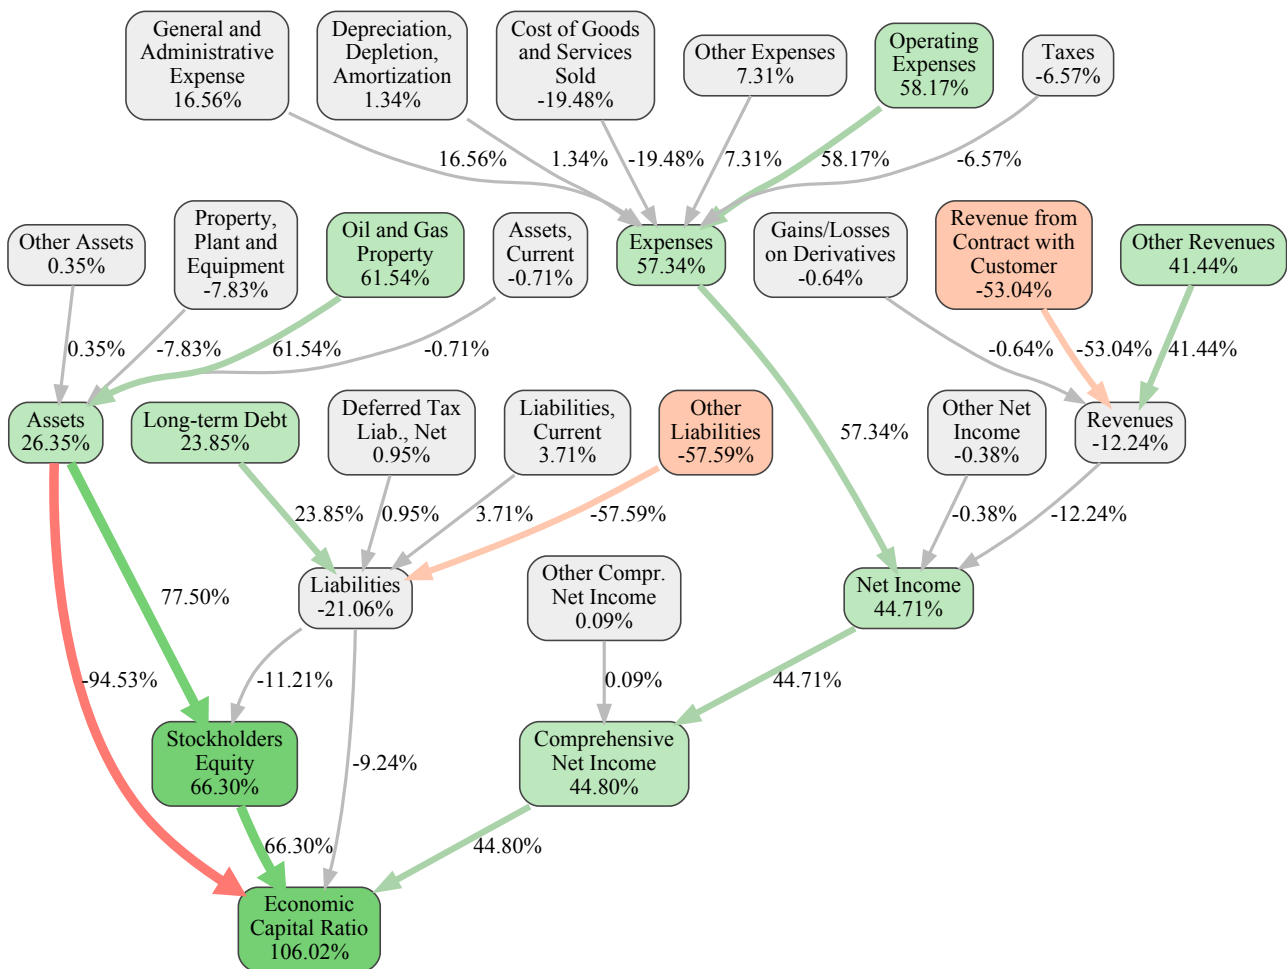 General and
Administrative
Expense
16.56%
Depreciation,
Depletion,
Amortization
1.34%
Cost of Goods
and Services
Sold
-19.48%
Other Expenses
7.31%
Operating
Expenses
58.17%
Taxes
-6.57%
16.56%
1.34%
-19.48%
7.31%
58.17%
-6.57%
Other Assets
0.35%
Property,
Plant and
Equipment
-7.83%
Oil and Gas
Property
61.54%
Assets,
Current
-0.71%
Expenses
57.34%
Gains/Losses
on Derivatives
-0.64%
Revenue from
Contract with
Customer
-53.04%
Other Revenues
41.44%
0.35%
-7.83%
61.54%
-0.71%
-0.64%
-53.04%
41.44%
Assets
26.35%
Long-term Debt
23.85%
Deferred Tax
Liab., Net
0.95%
Liabilities,
Current
3.71%
Other
Liabilities
-57.59%
57.34%
Other Net
Income
-0.38%
Revenues
-12.24%
23.85%
0.95%
3.71%
-57.59%
-0.38%
-12.24%
77.50%
Liabilities
-21.06%
Other Compr.
Net Income
0.09%
Net Income
44.71%
-94.53%
-11.21%
0.09%
44.71%
Stockholders
Equity
66.30%
-9.24%
Comprehensive
Net Income
44.80%
66.30%
44.80%
Economic
Capital Ratio
106.02%